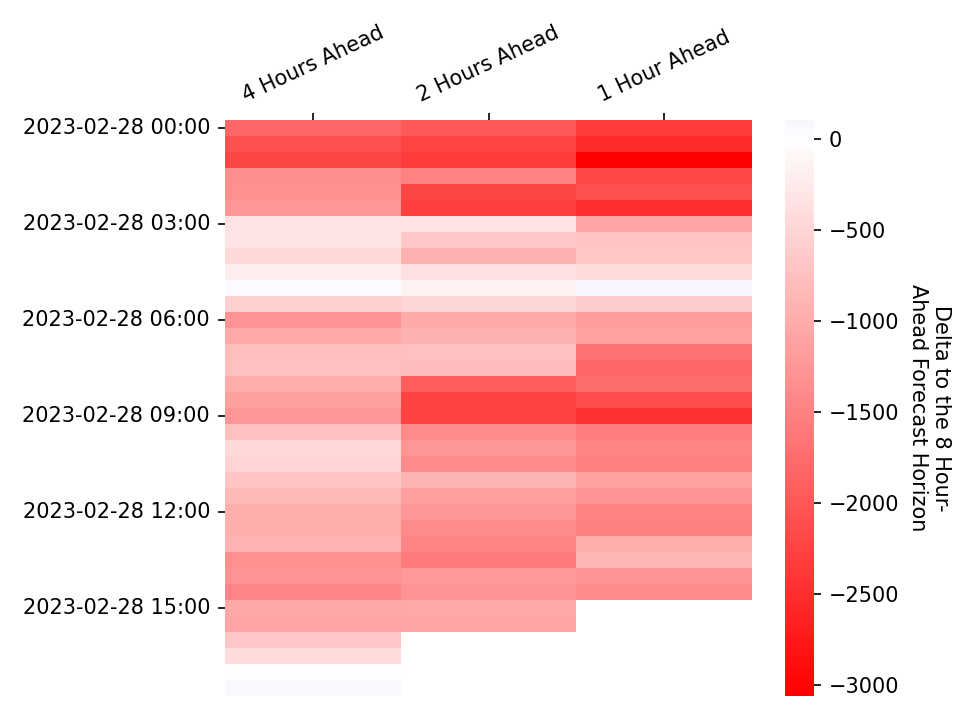 4 Hours Ahead
2 Hours Ahead
1 Hour Ahead
2023-02-28 00:00
2023-02-28 03:00
2023-02-28 06:00
2023-02-28 09:00
2023-02-28 12:00
2023-02-28 15:00
0
−500
−1000
−1500
−2000
−2500
−3000
Delta to the 8 Hour-
Ahead Forecast Horizon